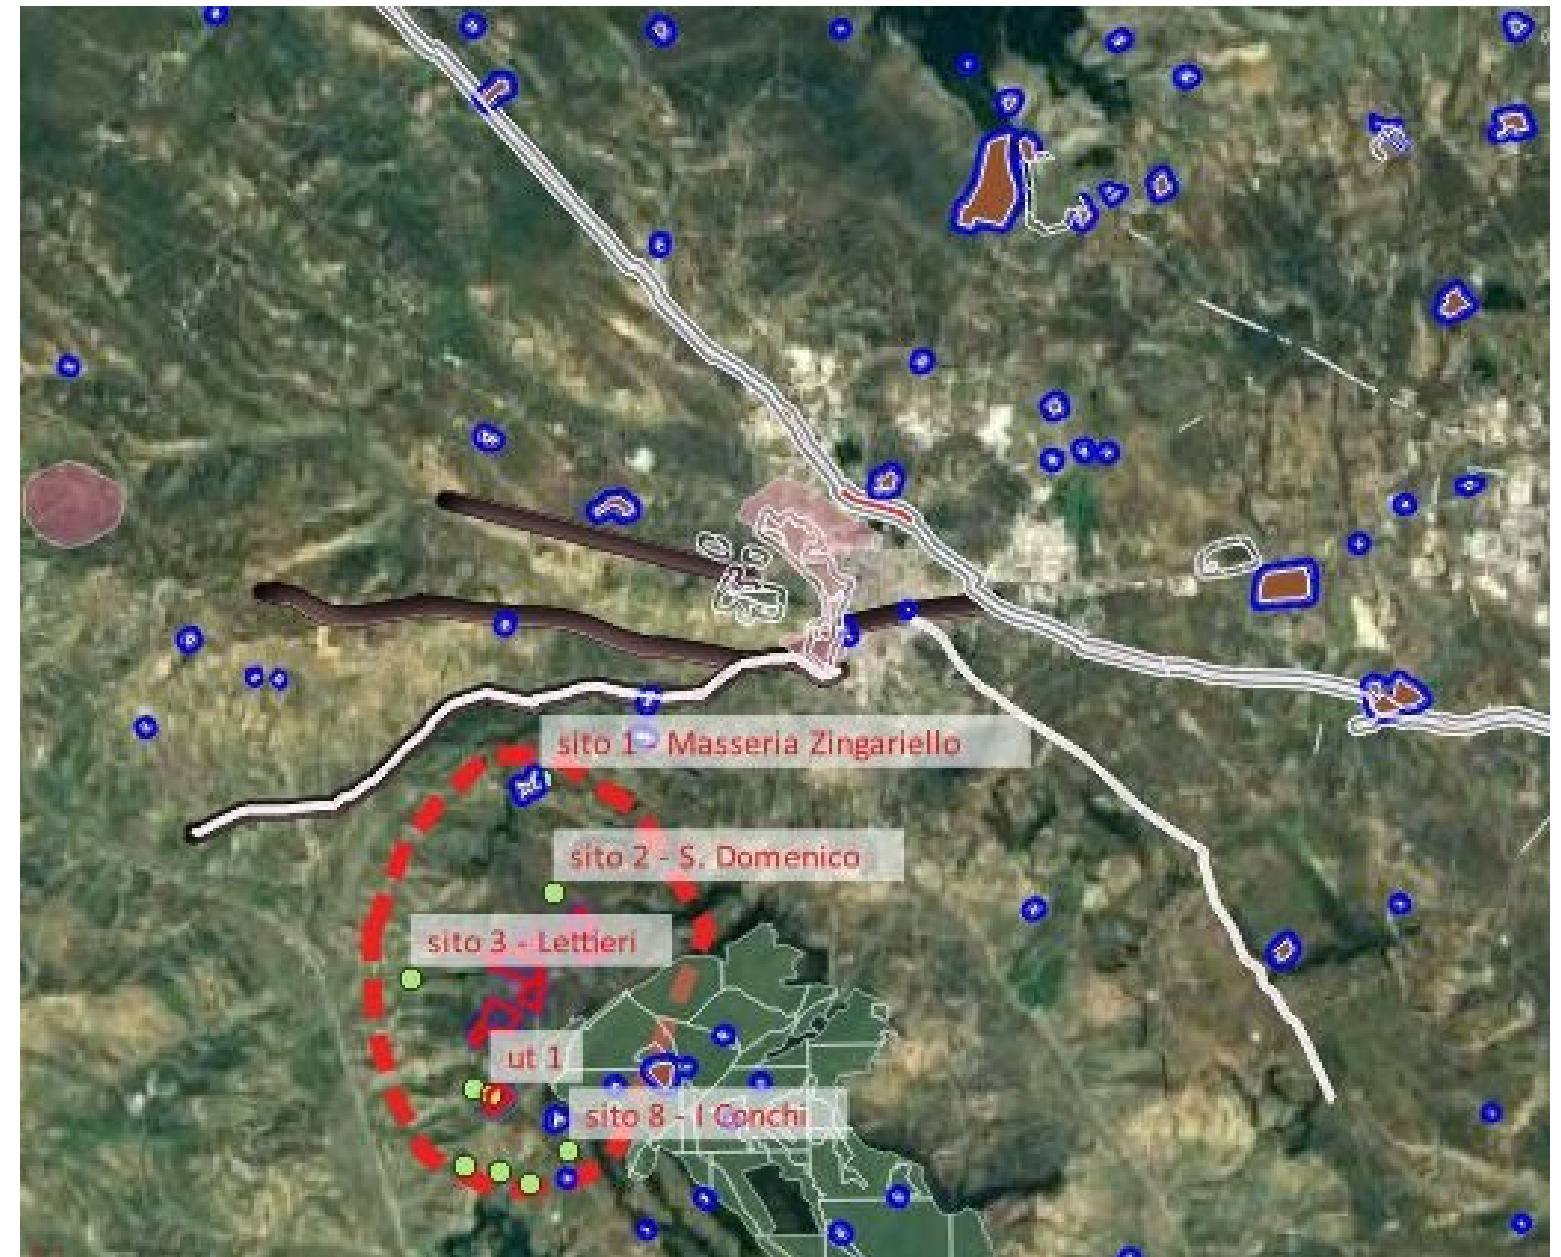 sito 1 - Masseria Zingariello
sito 2 - S. Domenico
sito 3 - Lettieri
ut 1
sito 8 - I Conchi